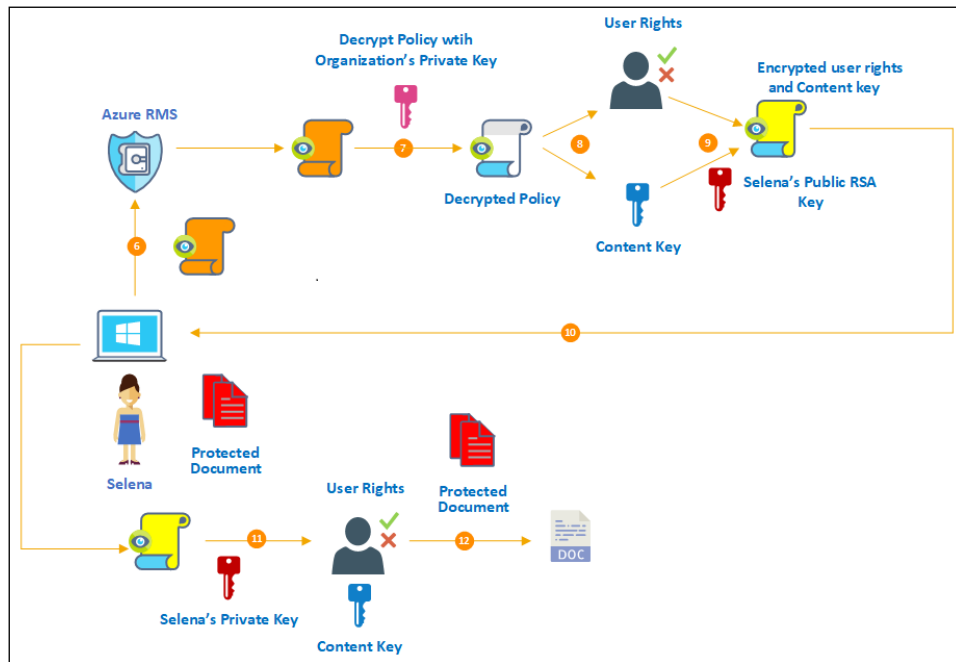 Decrypt Policy wtih
Organization's Private Key
User Rights
Encrypted user rights
and Content key
Azure RMS
7
8
9
Decrypted Policy
Selena's Public RSA
Key
Content Key
6
10
Protected
Document
Selena
User Rights
Protected
Document
11
12
DOC
Selena's Private Key
Content Key